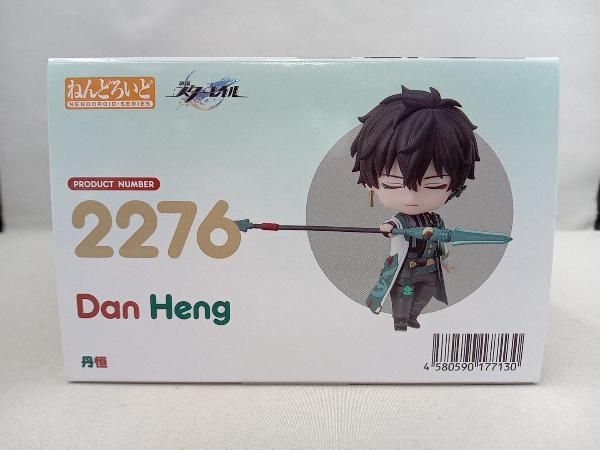 ねんどろいど
NENDOROID·SERIES
崩壊
スターレイル
PRODUCT NUMBER
2276
Dan Heng
丹恒
4 580590 177130